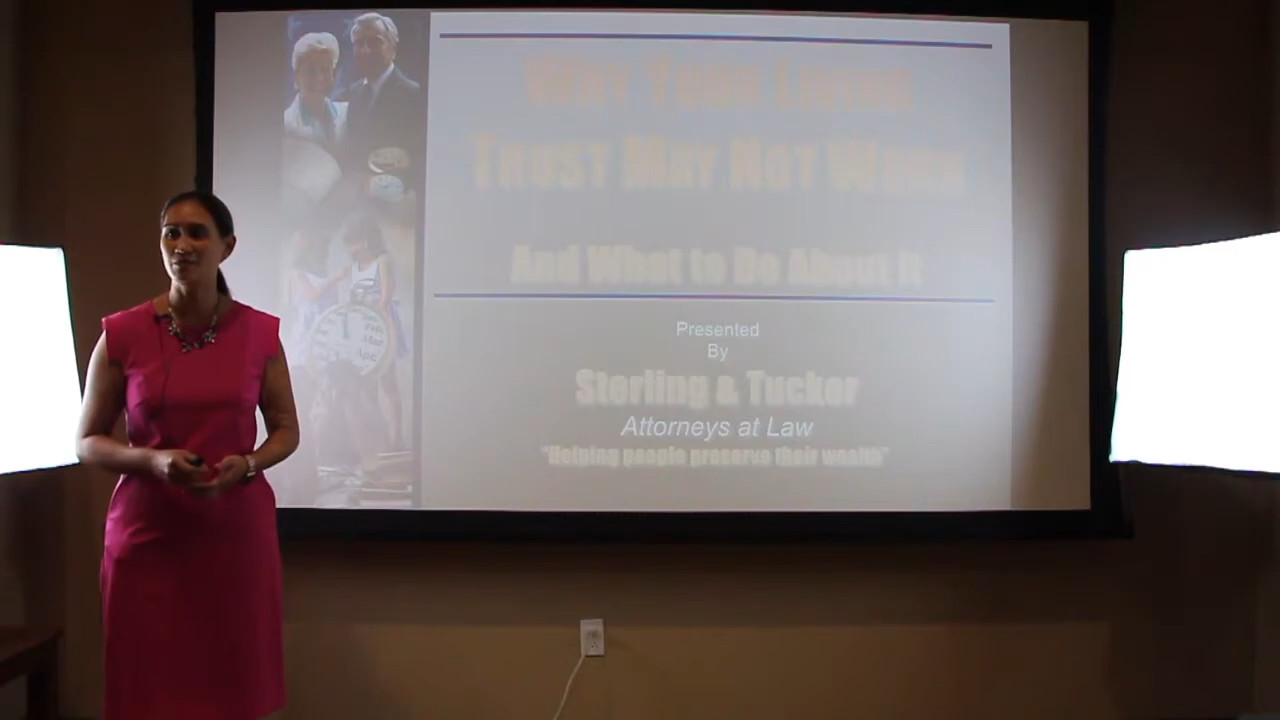 Why Your Living
Trust May Not Work
And What to Do About It
Presented
By
Sterling & Tucker
Attorneys at Law
"Helping people preserve their wealth"